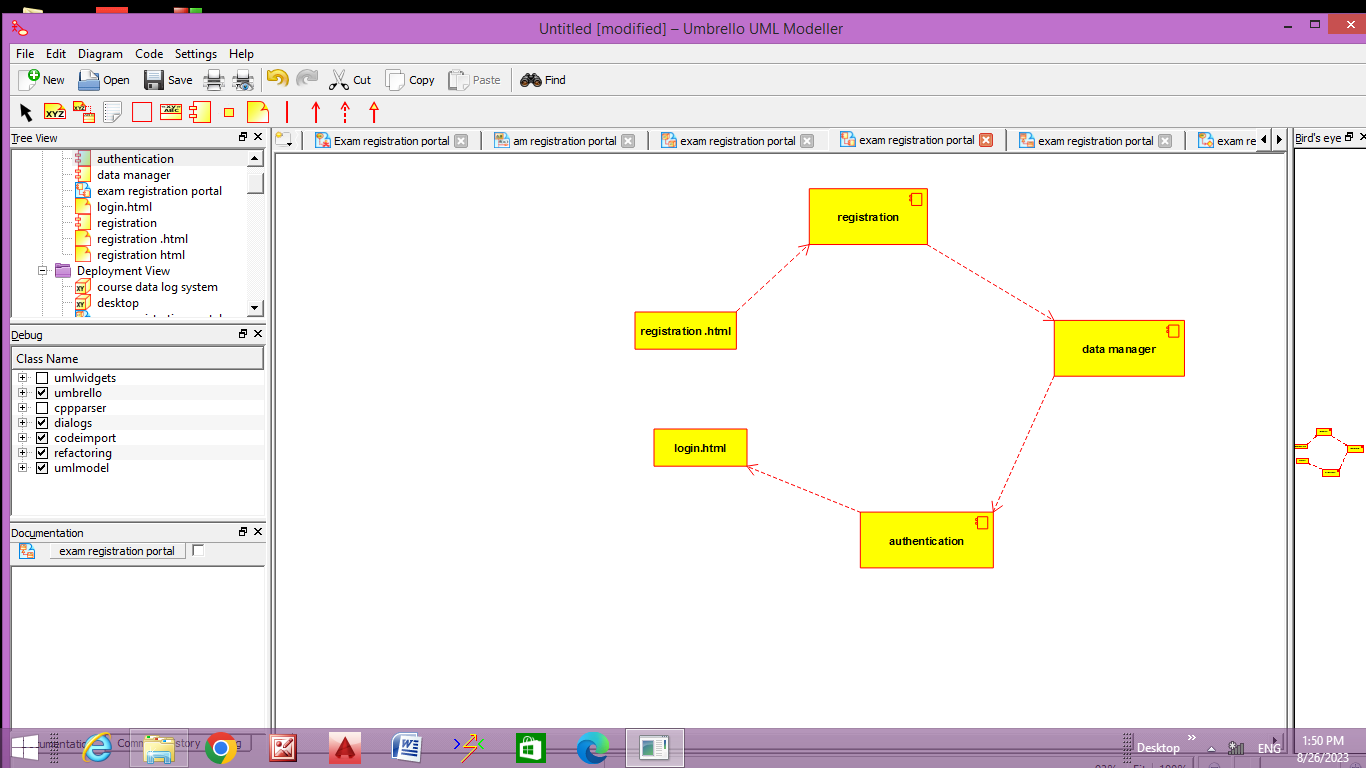 Untitled [modified] – Umbrello UML Modeller
File Edit Diagram Code Settings Help
New Open Save Cut Copy Paste Find
Tree View
authentication
data manager
exam registration portal
login.html
registration
registration .html
registration html
Deployment View
course data log system
desktop
Debug
Class Name
umlwidgets
umbrello
cppparser
dialogs
codeimport
refactoring
umlmodel
Documentation
exam registration portal
Exam registration portal
am registration portal
exam registration portal
exam registration portal
exam registration portal
exam re
Bird's eye
registration
registration .html
data manager
login.html
authentication
Desktop
ENG
1:50 PM
8/26/2023